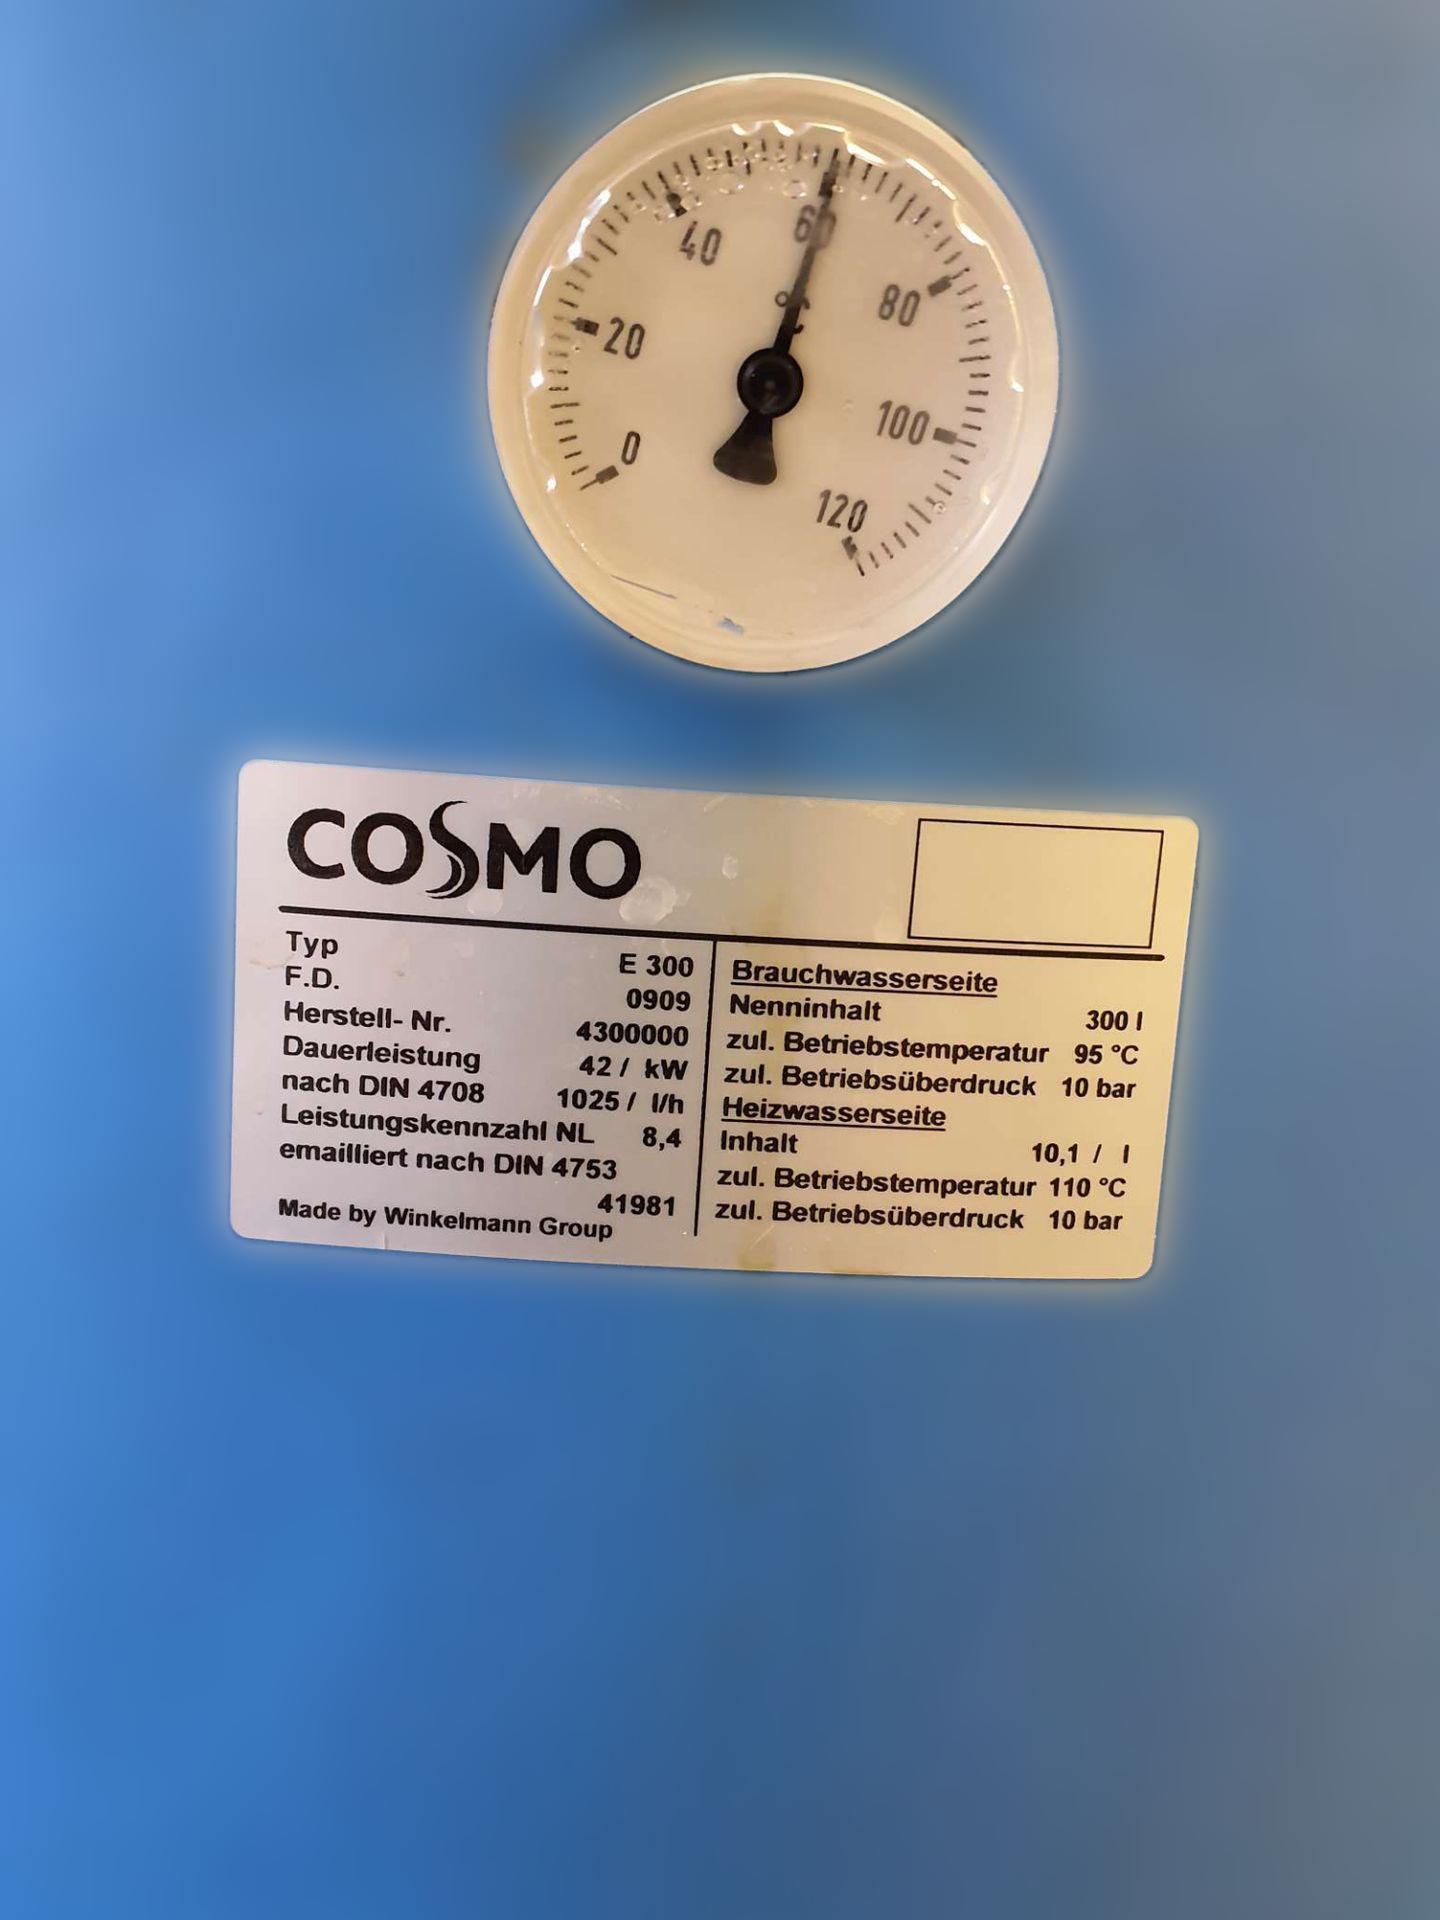 0
20
40
60
80
100
120
°C
COSMO
Typ E 300
F.D. 0909
Herstell- Nr. 4300000
Dauerleistung 42 / kW
nach DIN 4708 1025 / l/h
Leistungskennzahl NL 8,4
emailliert nach DIN 4753
41981
Made by Winkelmann Group
Brauchwasserseite
Nenninhalt 300 l
zul. Betriebstemperatur 95 °C
zul. Betriebsüberdruck 10 bar
Heizwasserseite
Inhalt 10,1 / l
zul. Betriebstemperatur 110 °C
zul. Betriebsüberdruck 10 bar